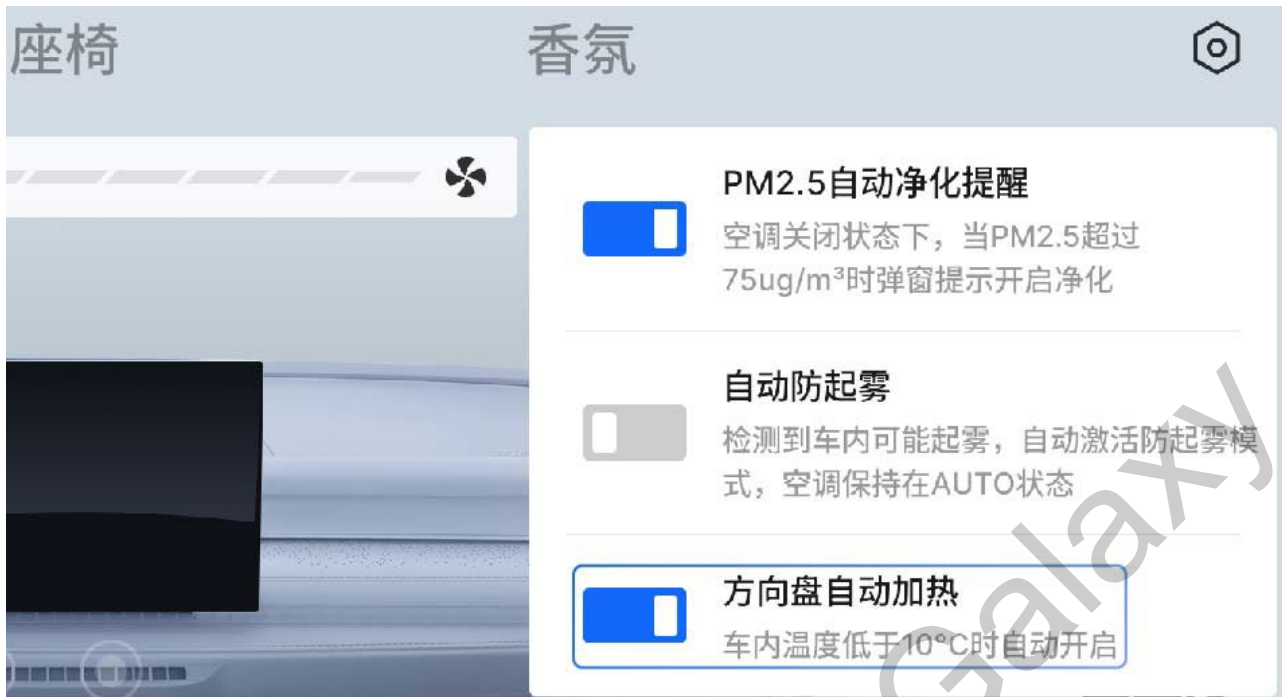 座椅
香氛
PM2.5自动净化提醒
空调关闭状态下，当PM2.5超过
75ug/m³时弹窗提示开启净化
自动防起雾
检测到车内可能起雾，自动激活防起雾模
式，空调保持在AUTO状态
方向盘自动加热
车内温度低于10°C时自动开启
Galaxy